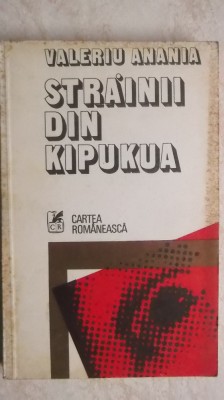 VALERIU ANANIA
STRĂINII
DIN
KIPUKUA
CR
CARTEA
ROMÂNEASCĂ